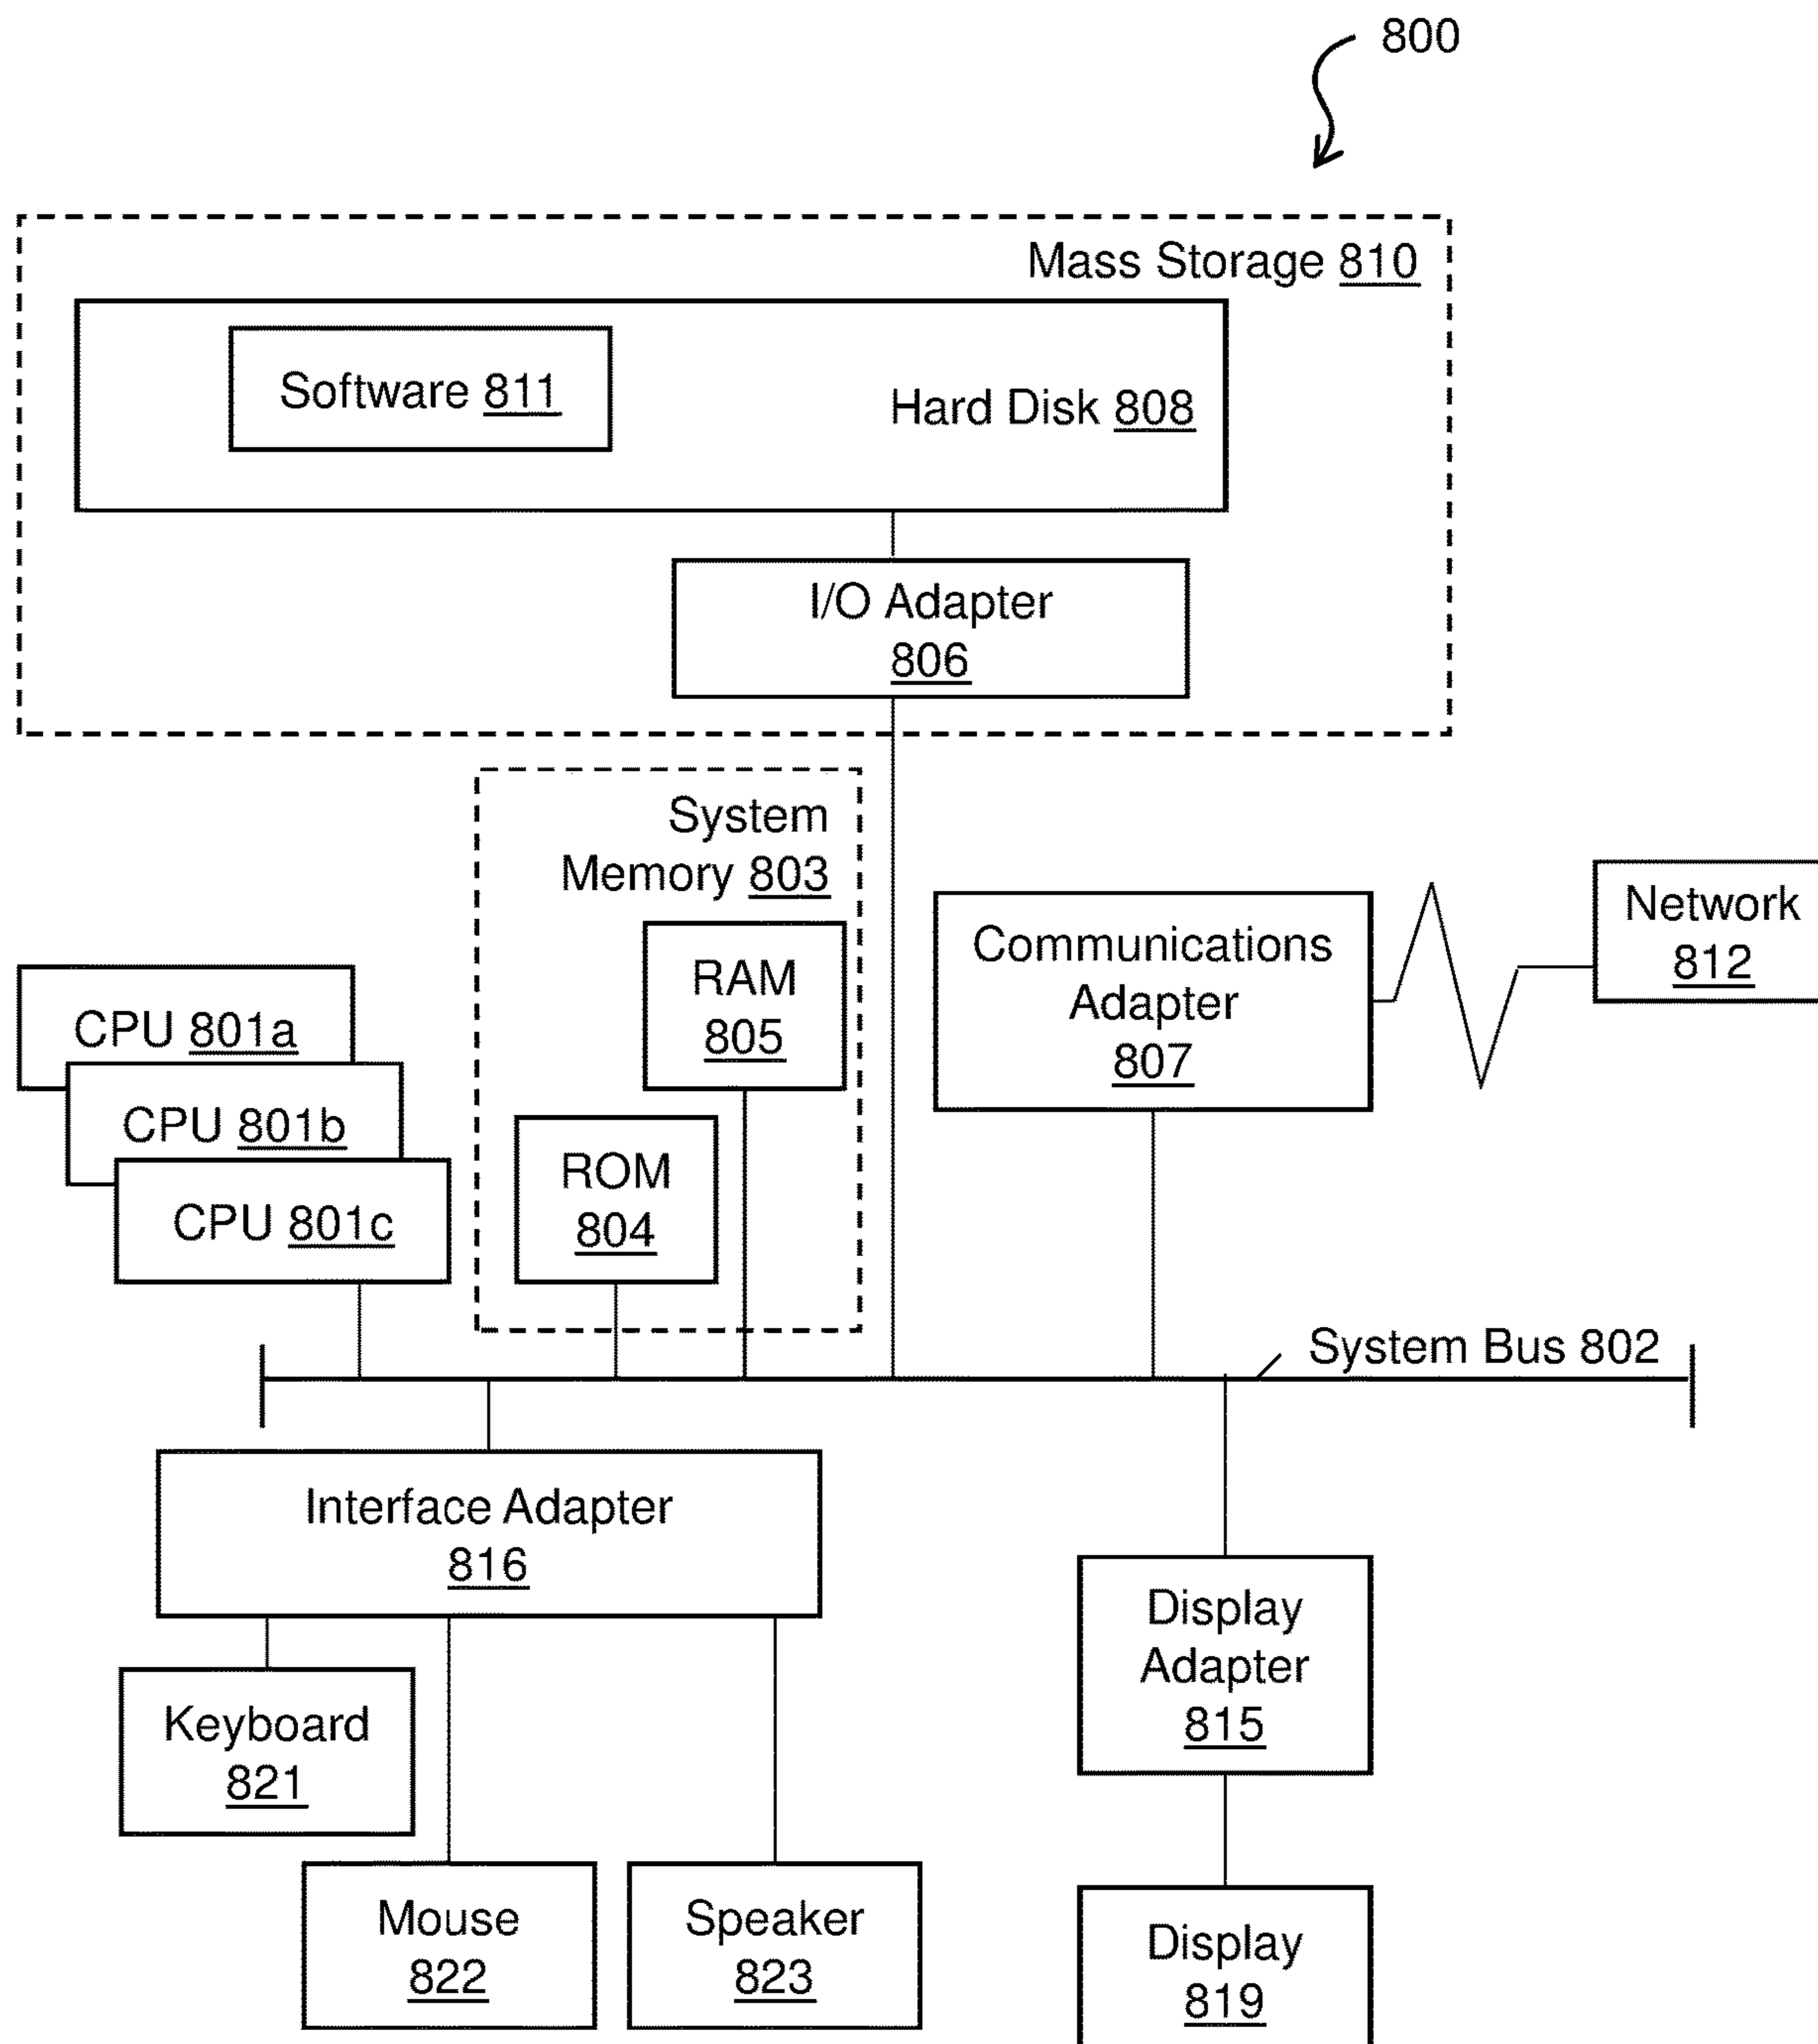 800
Mass Storage 810
Software 811
Hard Disk 808
I/O Adapter
806
System
Memory 803
RAM
805
ROM
804
CPU 801a
CPU 801b
CPU 801c
Communications
Adapter
807
Network
812
System Bus 802
Interface Adapter
816
Keyboard
821
Mouse
822
Speaker
823
Display
Adapter
815
Display
819